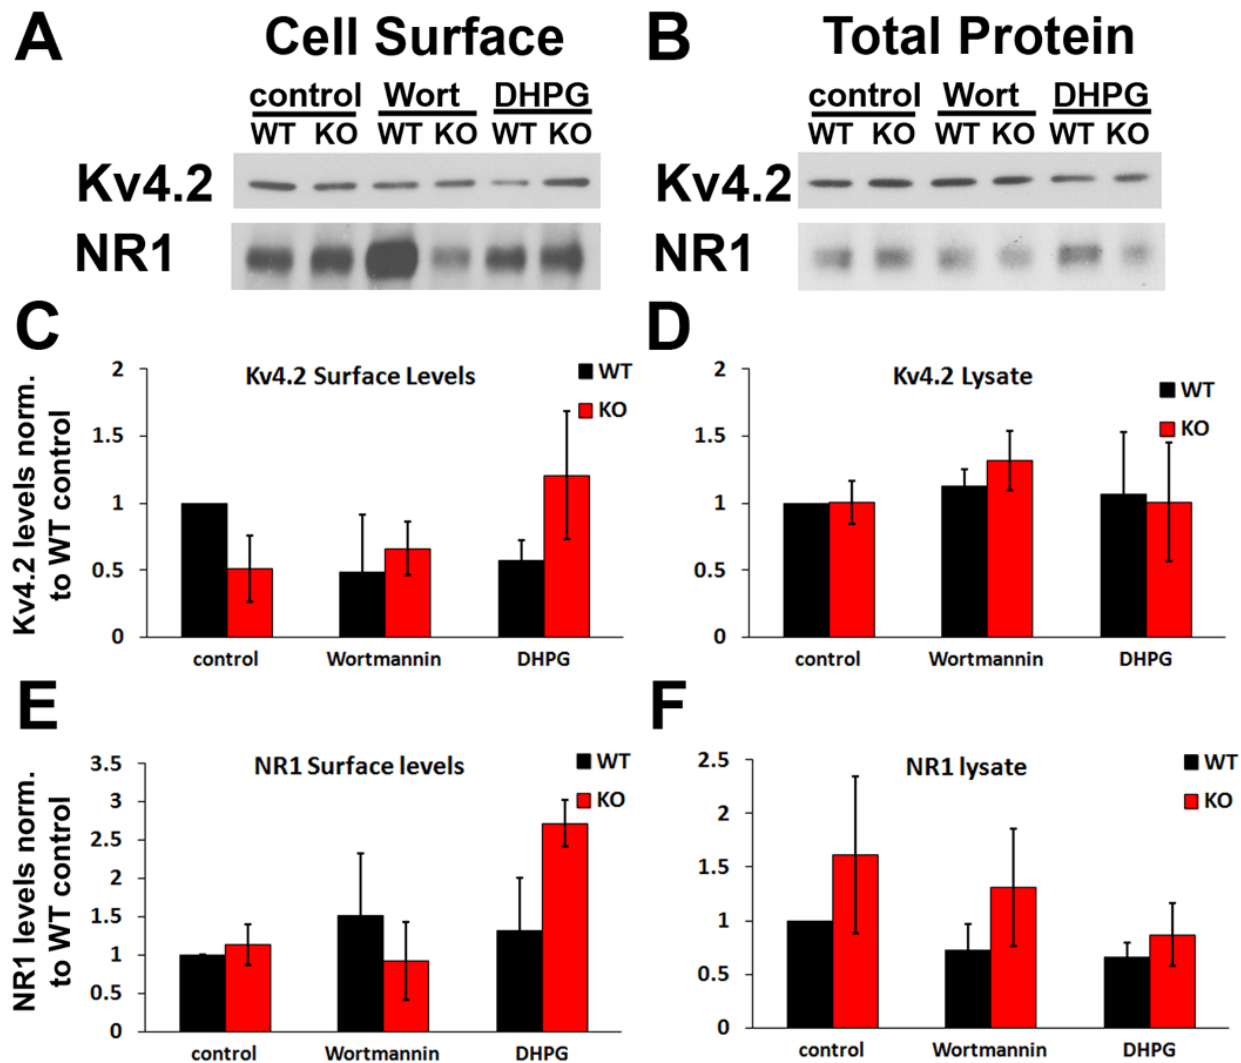 A Cell Surface
control Wort DHPG
WT KO WT KO WT KO
Kv4.2
NR1
B Total Protein
control Wort DHPG
WT KO WT KO WT KO
Kv4.2
NR1
C
Kv4.2 levels norm.
to WT control
Kv4.2 Surface Levels
WT
KO
2
1.5
1
0.5
0
control Wortmannin DHPG
D
Kv4.2 Lysate
WT
KO
2
1.5
1
0.5
0
control Wortmannin DHPG
E
NR1 levels norm.
to WT control
NR1 Surface levels
WT
KO
3.5
3
2.5
2
1.5
1
0.5
0
control Wortmannin DHPG
F
NR1 lysate
WT
KO
2.5
2
1.5
1
0.5
0
control Wortmannin DHPG